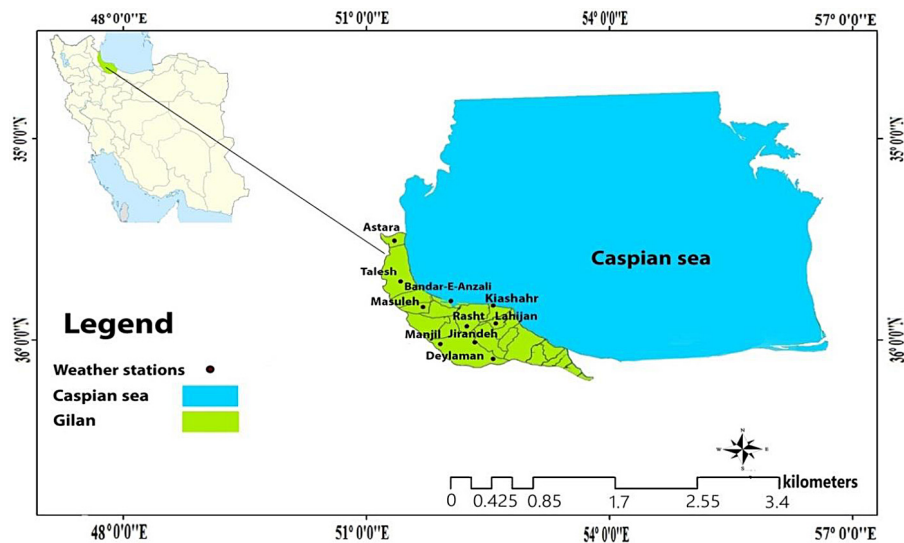 48°0'0"E 51°0'0"E 54°0'0"E 57°0'0"E
35°0'0"N
35°0'0"N
Astara
Caspian sea
Talesh
Bandar-E-Anzali
Masuleh
Kiashahr
Rasht
Lahijan
Manjil
Jirandeh
Deylaman
36°0'0"N
36°0'0"N
Legend
Weather stations
Caspian sea
Gilan
N
W
E
S
kilometers
0 0.425 0.85 1.7 2.55 3.4
48°0'0"E 51°0'0"E 54°0'0"E 57°0'0"E